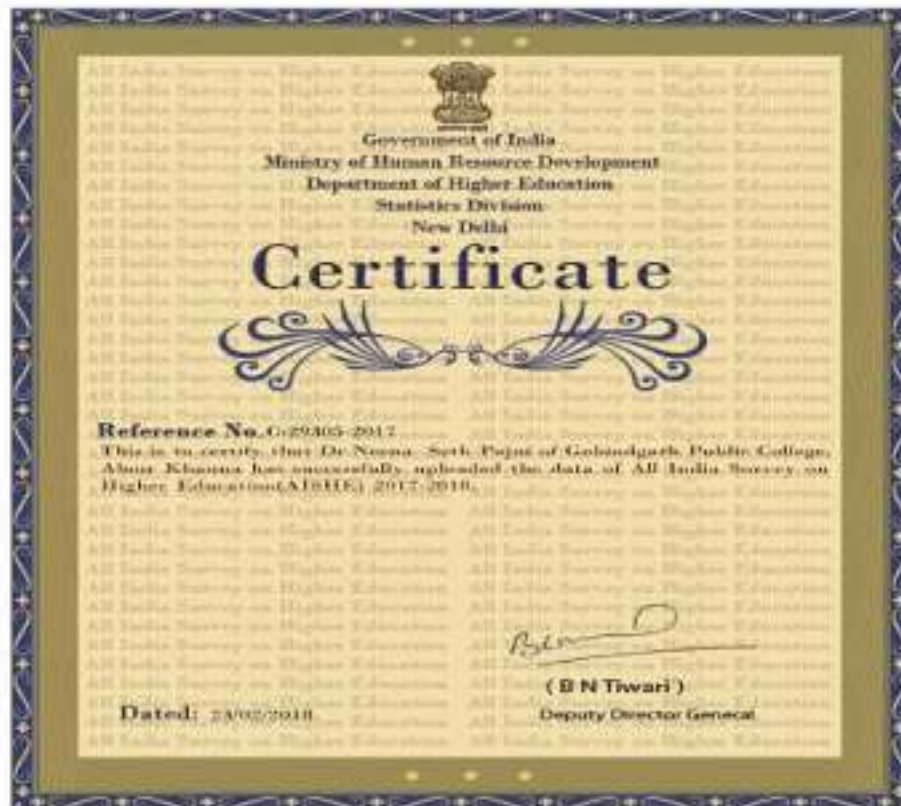 Government of India
Ministry of Human Resource Development
Department of Higher Education
Statistics Division
New Delhi
Certificate
Reference No. C-29305-2017
This is to certify that Dr Neena Seth Pajni of Gobindgarh Public College,
Alour Khanna has successfully uploaded the data of All India Survey on
Higher Education(AISHE) 2017-2018.
(B N Tiwari)
Dated: 23/02/2018
Deputy Director General